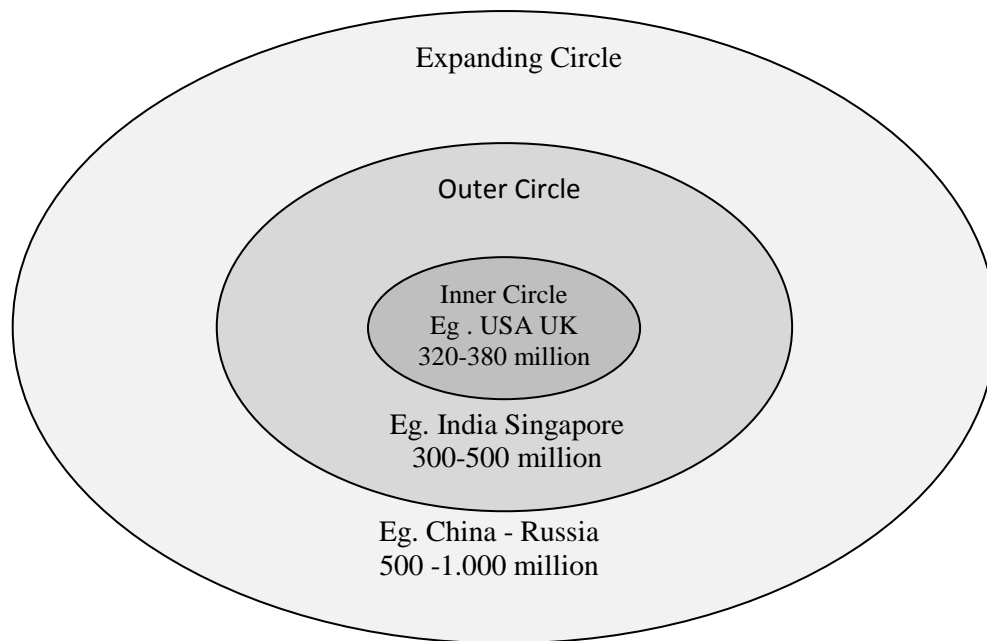 Expanding Circle
Outer Circle
Inner Circle
Eg . USA UK
320-380 million
Eg. India Singapore
300-500 million
Eg. China - Russia
500 -1.000 million